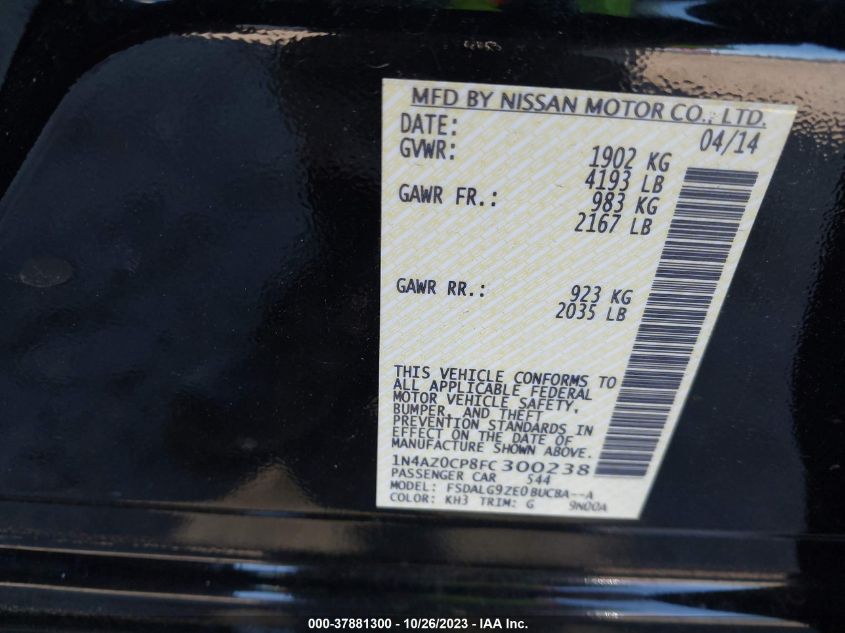 MFD BY NISSAN MOTOR CO., LTD.
DATE: 04/14
GVWR: 1902 KG
4193 LB
GAWR FR.: 983 KG
2167 LB
GAWR RR.: 923 KG
2035 LB
THIS VEHICLE CONFORMS TO
ALL APPLICABLE FEDERAL
MOTOR VEHICLE SAFETY,
BUMPER, AND THEFT
PREVENTION STANDARDS IN
EFFECT ON THE DATE OF
MANUFACTURE SHOWN ABOVE.
1N4AZ0CP8FC300238
PASSENGER CAR 544
MODEL: FSDALG9ZE0BUCBA--A
COLOR: KH3 TRIM: G 9N00A
000-37881300 - 10/26/2023 - IAA Inc.